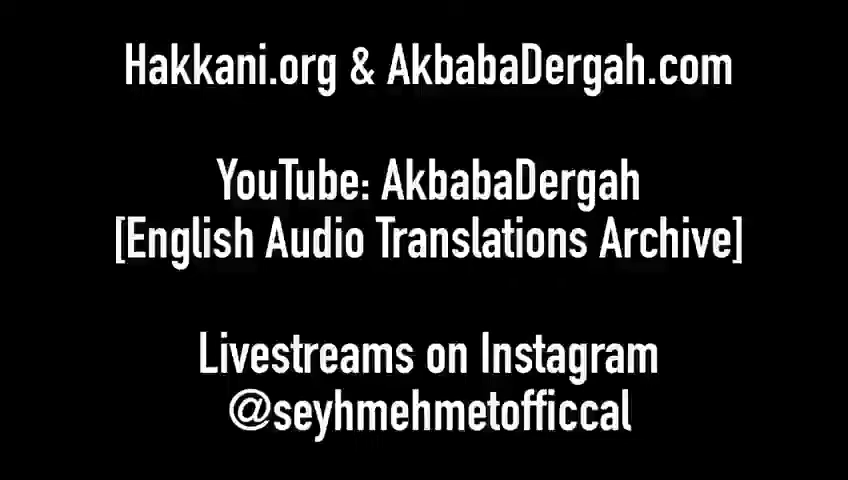 Hakkani.org & AkbabaDergah.com
YouTube: AkbabaDergah
[English Audio Translations Archive]
Livestreams on Instagram
@seyhmehmetofficcal